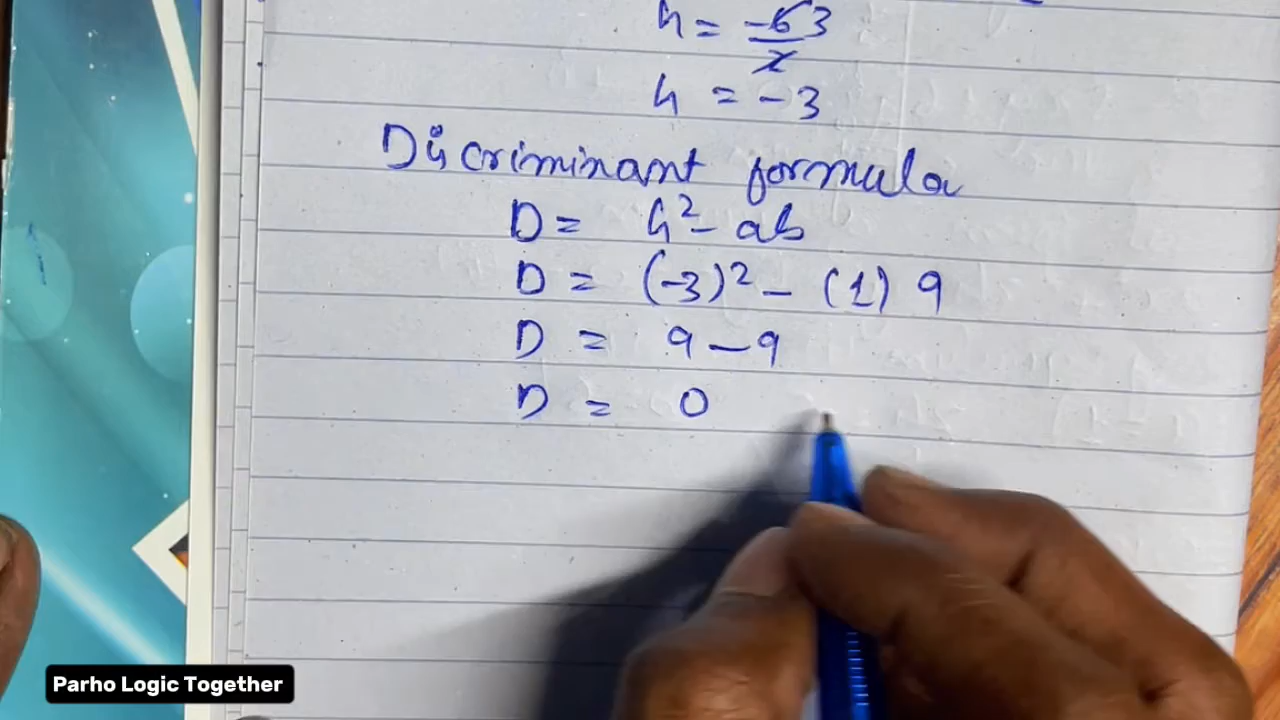 h = -6 3
2
h = -3
Discriminant formula
D = h² - ab
D = (-3)² - (1) 9
D = 9 - 9
D = 0
Parho Logic Together